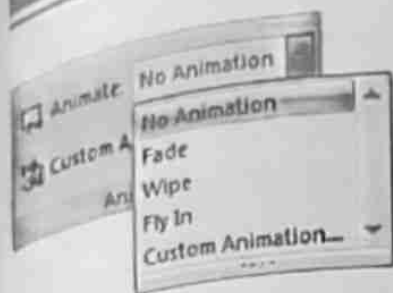 Animate: No Animation
No Animation
Custom A
Fade
Wipe
An
Fly In
Custom Animation...